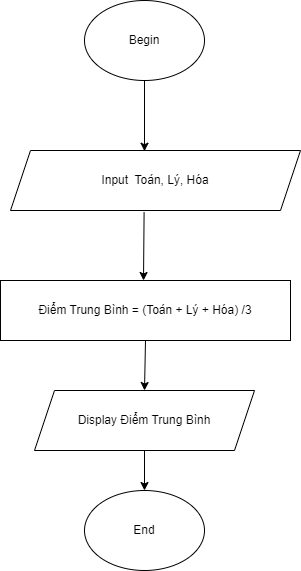 Begin
Input  Toán, Lý, Hóa
Điểm Trung Bình = (Toán + Lý + Hóa) /3
Display Điểm Trung Bình
End